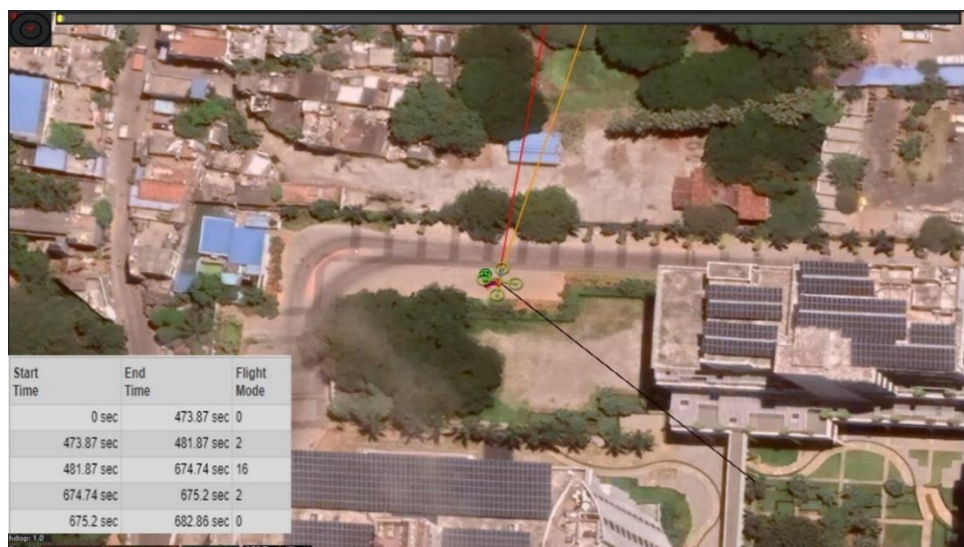 Start Time End Time Flight Mode
0 sec 473.87 sec 0
473.87 sec 481.87 sec 2
481.87 sec 674.74 sec 16
674.74 sec 675.2 sec 2
675.2 sec 682.86 sec 0
hdop: 1.0